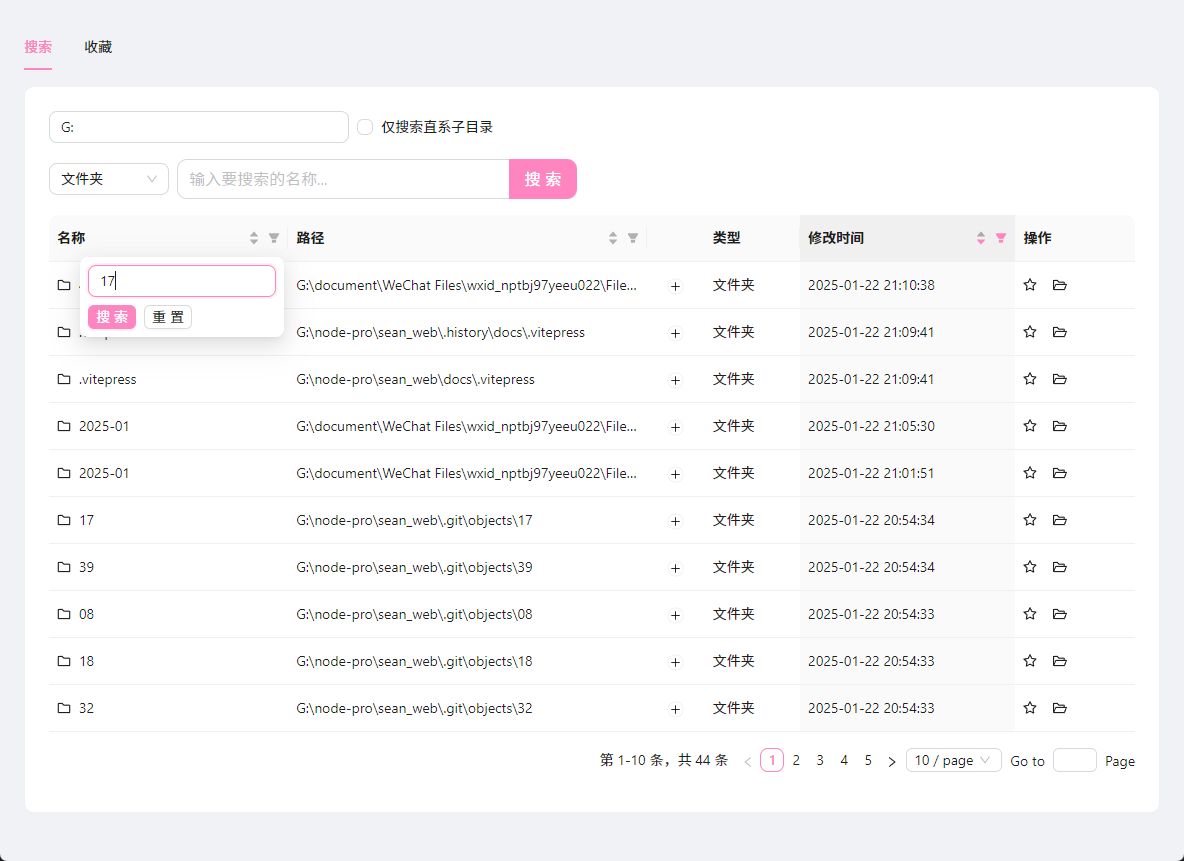 搜索 收藏
G: 仅搜索直系子目录
文件夹 输入要搜索的名称... 搜 索
名称 路径 类型 修改时间 操作
G:\document\WeChat Files\wxid_nptbj97yeeu022\File... 文件夹 2025-01-22 21:10:38
17
搜 索 重 置
G:\node-pro\sean_web\.history\docs\.vitepress 文件夹 2025-01-22 21:09:41
.vitepress G:\node-pro\sean_web\docs\.vitepress 文件夹 2025-01-22 21:09:41
2025-01 G:\document\WeChat Files\wxid_nptbj97yeeu022\File... 文件夹 2025-01-22 21:05:30
2025-01 G:\document\WeChat Files\wxid_nptbj97yeeu022\File... 文件夹 2025-01-22 21:01:51
17 G:\node-pro\sean_web\.git\objects\17 文件夹 2025-01-22 20:54:34
39 G:\node-pro\sean_web\.git\objects\39 文件夹 2025-01-22 20:54:34
08 G:\node-pro\sean_web\.git\objects\08 文件夹 2025-01-22 20:54:33
18 G:\node-pro\sean_web\.git\objects\18 文件夹 2025-01-22 20:54:33
32 G:\node-pro\sean_web\.git\objects\32 文件夹 2025-01-22 20:54:33
第 1-10 条，共 44 条 < 1 2 3 4 5 > 10 / page Go to Page